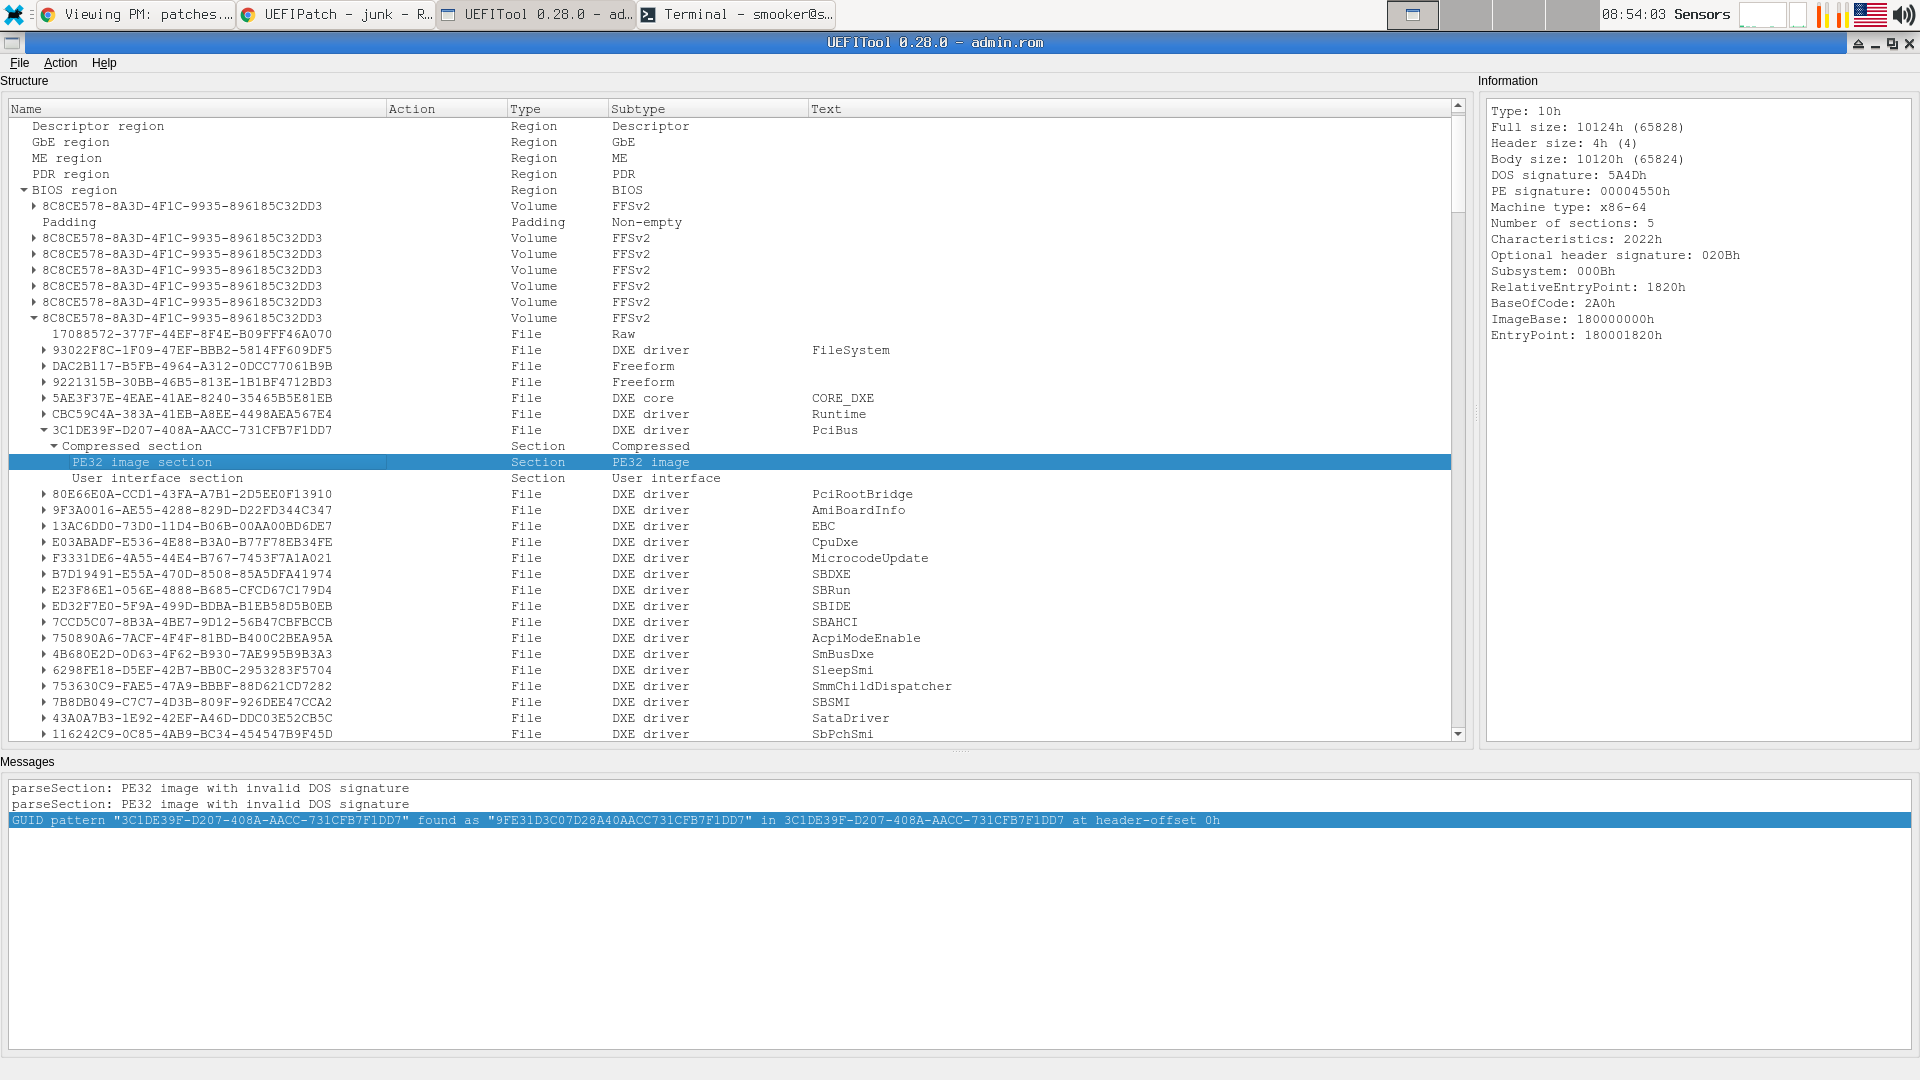 Viewing PM: patches.... UEFIPatch - junk - R... UEFITool 0.28.0 - ad... Terminal - smooker@s... 08:54:03 Sensors
UEFITool 0.28.0 - admin.rom
File Action Help
Structure
Name Action Type Subtype Text
Descriptor region Region Descriptor
GbE region Region GbE
ME region Region ME
PDR region Region PDR
BIOS region Region BIOS
8C8CE578-8A3D-4F1C-9935-896185C32DD3 Volume FFSv2
Padding Padding Non-empty
8C8CE578-8A3D-4F1C-9935-896185C32DD3 Volume FFSv2
8C8CE578-8A3D-4F1C-9935-896185C32DD3 Volume FFSv2
8C8CE578-8A3D-4F1C-9935-896185C32DD3 Volume FFSv2
8C8CE578-8A3D-4F1C-9935-896185C32DD3 Volume FFSv2
8C8CE578-8A3D-4F1C-9935-896185C32DD3 Volume FFSv2
8C8CE578-8A3D-4F1C-9935-896185C32DD3 Volume FFSv2
17088572-377F-44EF-8F4E-B09FFF46A070 File Raw
93022F8C-1F09-47EF-BBB2-5814FF609DF5 File DXE driver FileSystem
DAC2B117-B5FB-4964-A312-0DCC77061B9B File Freeform
9221315B-30BB-46B5-813E-1B1BF4712BD3 File Freeform
5AE3F37E-4EAE-41AE-8240-35465B5E81EB File DXE core CORE_DXE
CBC59C4A-383A-41EB-A8EE-4498AEA567E4 File DXE driver Runtime
3C1DE39F-D207-408A-AACC-731CFB7F1DD7 File DXE driver PciBus
Compressed section Section Compressed
PE32 image section Section PE32 image
User interface section Section User interface
80E66E0A-CCD1-43FA-A7B1-2D5EE0F13910 File DXE driver PciRootBridge
9F3A0016-AE55-4288-829D-D22FD344C347 File DXE driver AmiBoardInfo
13AC6DD0-73D0-11D4-B06B-00AA00BD6DE7 File DXE driver EBC
E03ABADF-E536-4E88-B3A0-B77F78EB34FE File DXE driver CpuDxe
F3331DE6-4A55-44E4-B767-7453F7A1A021 File DXE driver MicrocodeUpdate
B7D19491-E55A-470D-8508-85A5DFA41974 File DXE driver SBDXE
E23F86E1-056E-4888-B685-CFCD67C179D4 File DXE driver SBRun
ED32F7E0-5F9A-499D-BDBA-B1EB58D5B0EB File DXE driver SBIDE
7CCD5C07-8B3A-4BE7-9D12-56B47CBFBCCB File DXE driver SBAHCI
750890A6-7ACF-4F4F-81BD-B400C2BEA95A File DXE driver AcpiModeEnable
4B680E2D-0D63-4F62-B930-7AE995B9B3A3 File DXE driver SmBusDxe
6298FE18-D5EF-42B7-BB0C-2953283F5704 File DXE driver SleepSmi
753630C9-FAE5-47A9-BBBF-88D621CD7282 File DXE driver SmmChildDispatcher
7B8DB049-C7C7-4D3B-809F-926DEE47CCA2 File DXE driver SBSMI
43A0A7B3-1E92-42EF-A46D-DDC03E52CB5C File DXE driver SataDriver
116242C9-0C85-4AB9-BC34-454547B9F45D File DXE driver SbPchSmi
Information
Type: 10h
Full size: 10124h (65828)
Header size: 4h (4)
Body size: 10120h (65824)
DOS signature: 5A4Dh
PE signature: 00004550h
Machine type: x86-64
Number of sections: 5
Characteristics: 2022h
Optional header signature: 020Bh
Subsystem: 000Bh
RelativeEntryPoint: 1820h
BaseOfCode: 2A0h
ImageBase: 180000000h
EntryPoint: 180001820h
Messages
parseSection: PE32 image with invalid DOS signature
parseSection: PE32 image with invalid DOS signature
GUID pattern "3C1DE39F-D207-408A-AACC-731CFB7F1DD7" found as "9FE31D3C07D28A40AACC731CFB7F1DD7" in 3C1DE39F-D207-408A-AACC-731CFB7F1DD7 at header-offset 0h